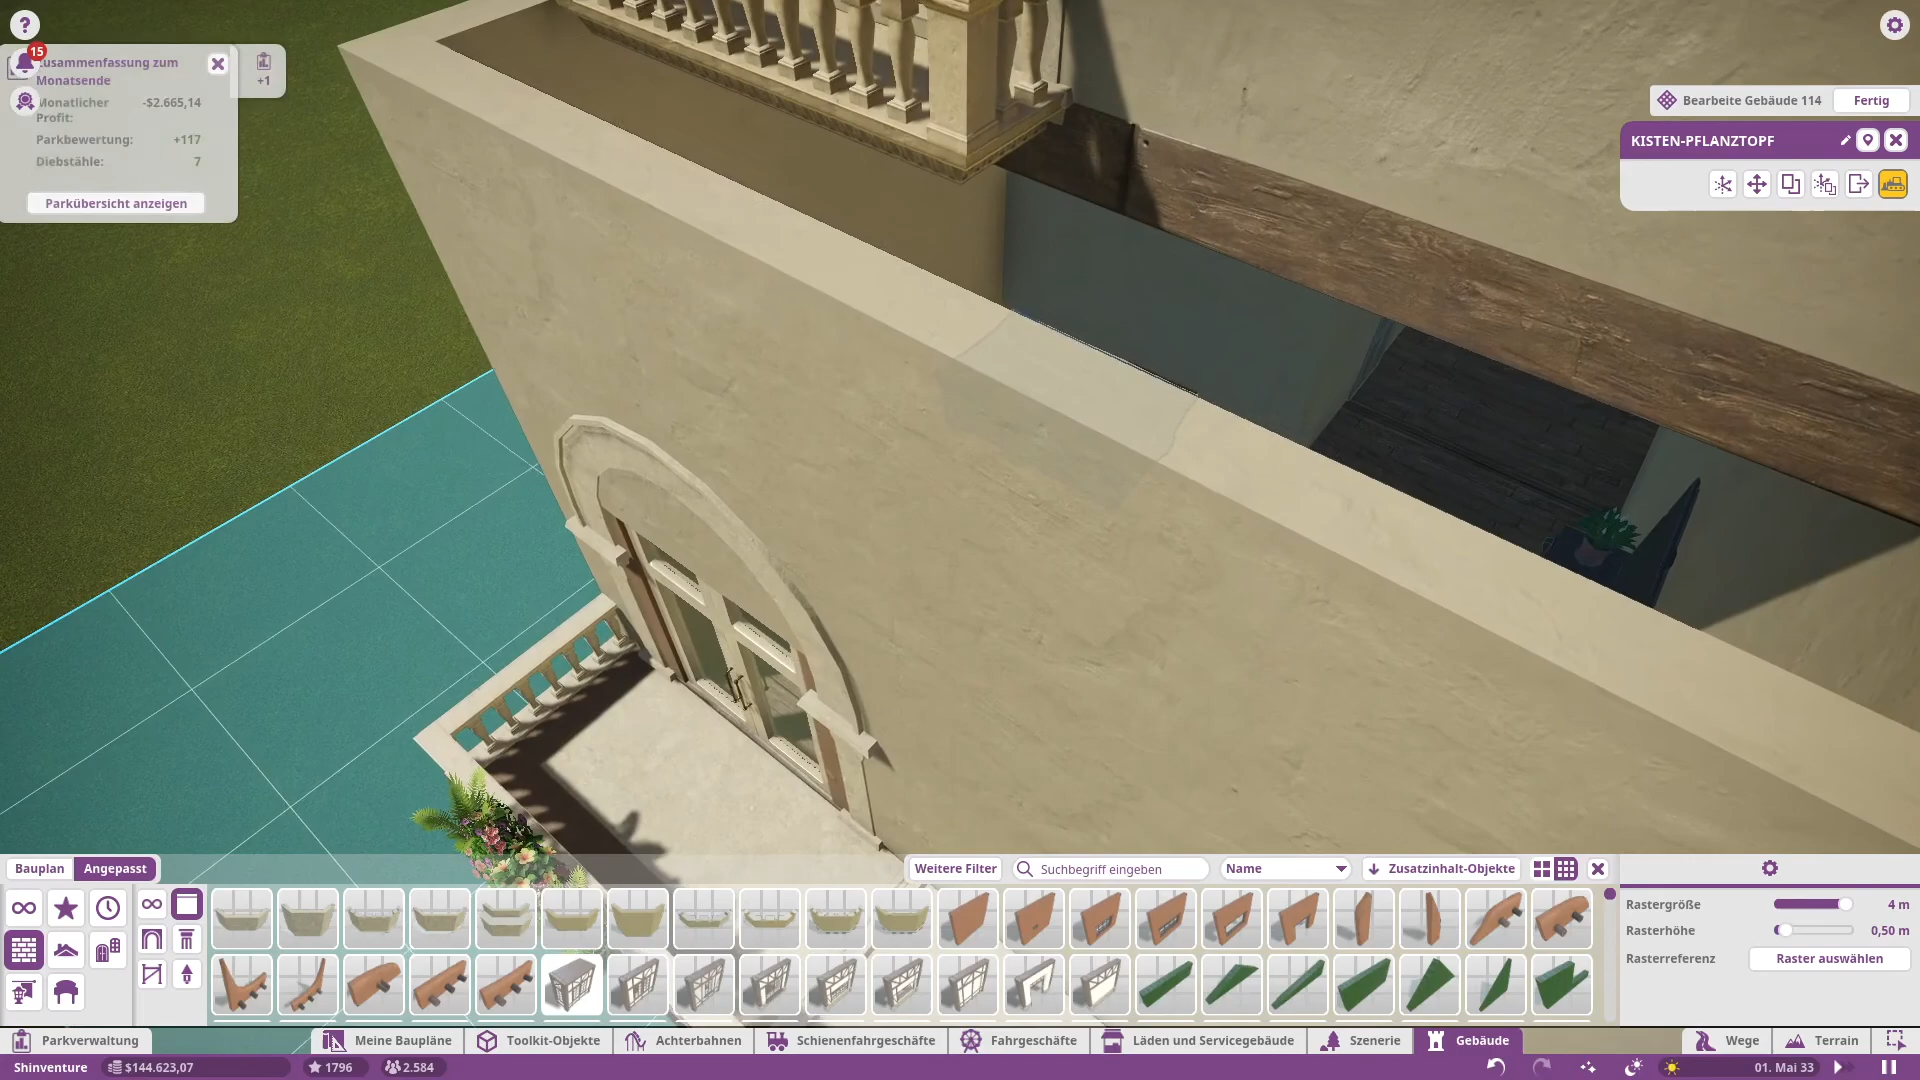 ?
15
Zusammenfassung zum
Monatsende
+1
Monatlicher
Profit:
-$2.665,14
Parkbewertung:
+117
Diebstähle:
7
Parkübersicht anzeigen
Bearbeite Gebäude 114
Fertig
KISTEN-PFLANZTOPF
Bauplan
Angepasst
Weitere Filter
Suchbegriff eingeben
Name
Zusatzinhalt-Objekte
Rastergröße
4 m
Rasterhöhe
0,50 m
Rasterreferenz
Raster auswählen
Parkverwaltung
Meine Baupläne
Toolkit-Objekte
Achterbahnen
Schienenfahrgeschäfte
Fahrgeschäfte
Läden und Servicegebäude
Szenerie
Gebäude
Wege
Terrain
Shinventure
$144.623,07
1796
2.584
01. Mai 33